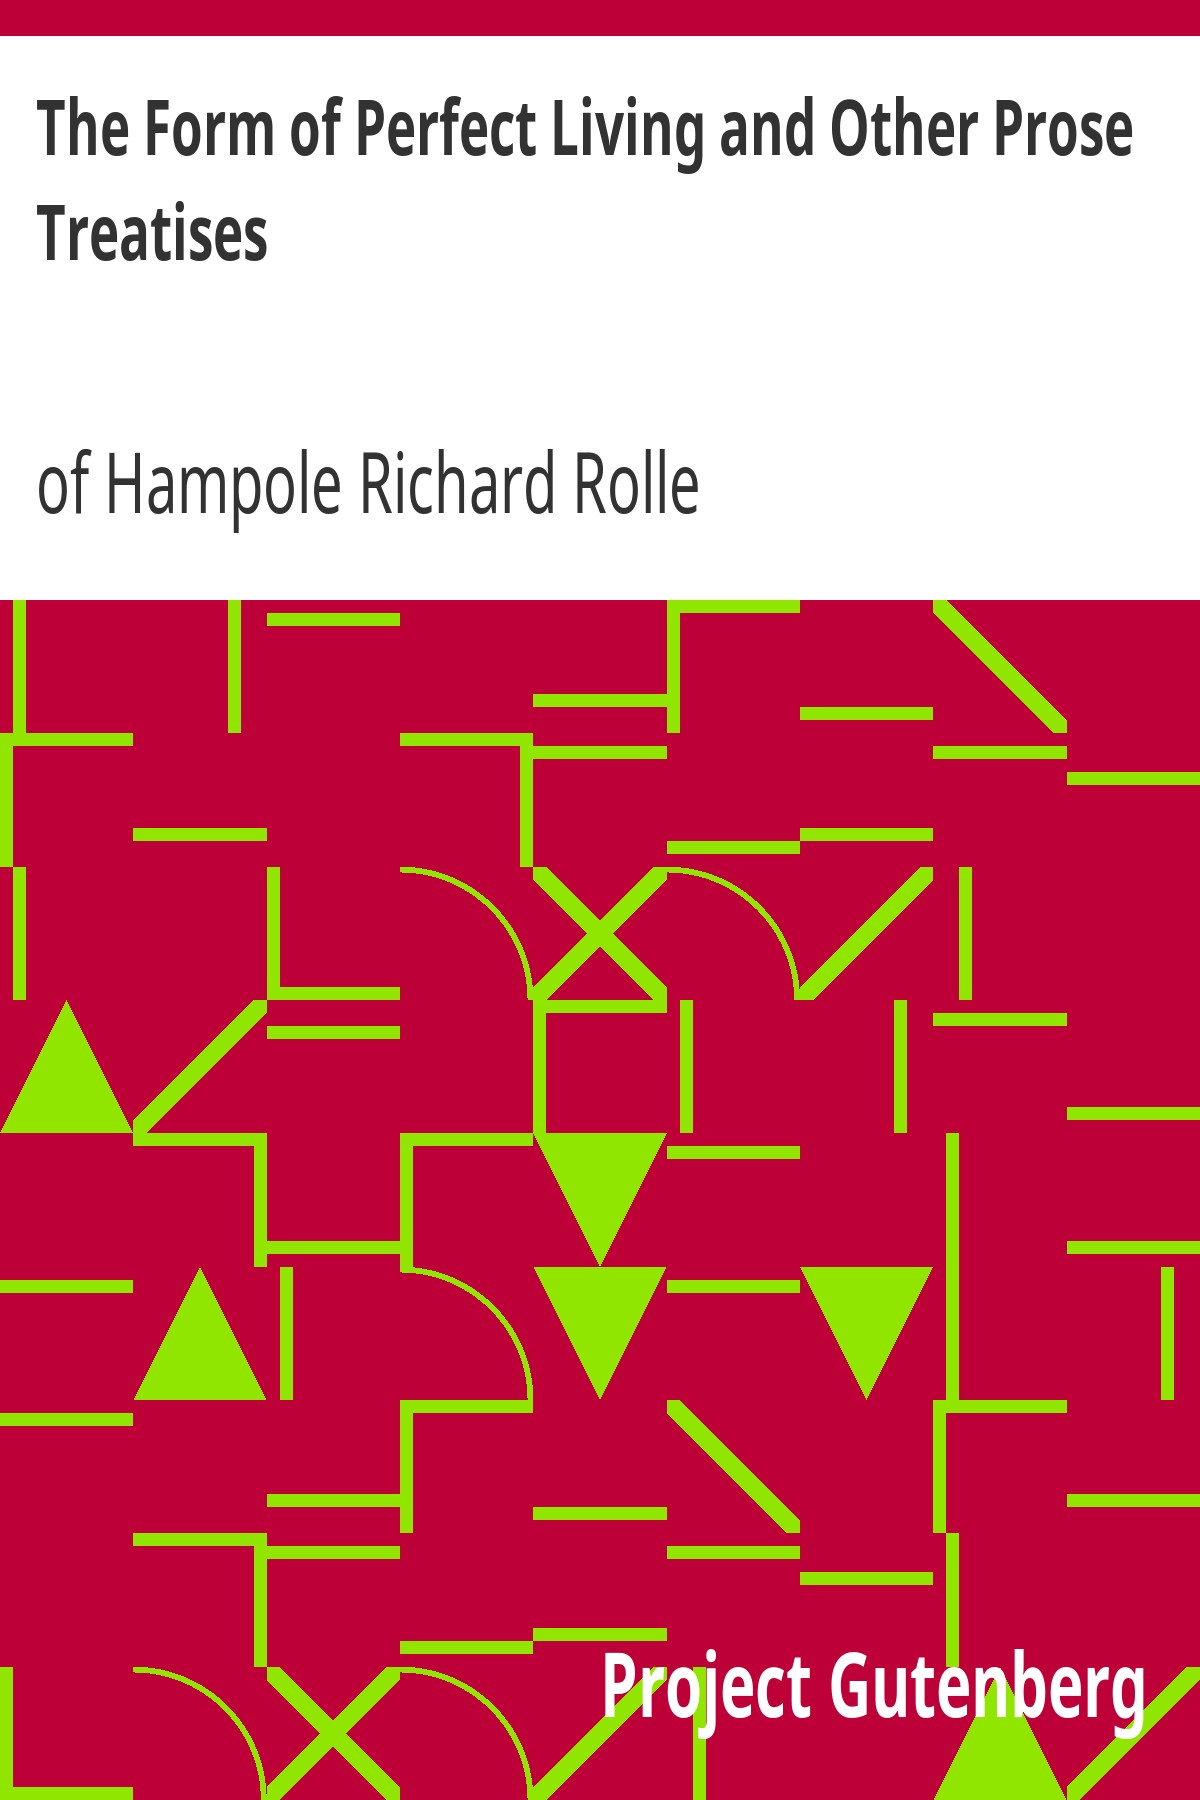 The Form of Perfect Living and Other Prose
Treatises
of Hampole Richard Rolle
Project Gutenberg